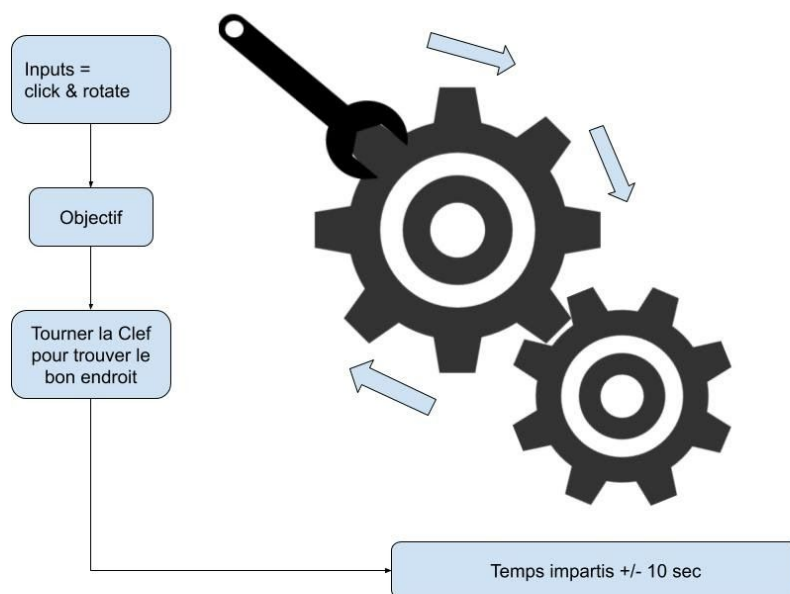 Inputs =
click & rotate
Objectif
Tourner la Clef
pour trouver le
bon endroit
Temps impartis +/- 10 sec